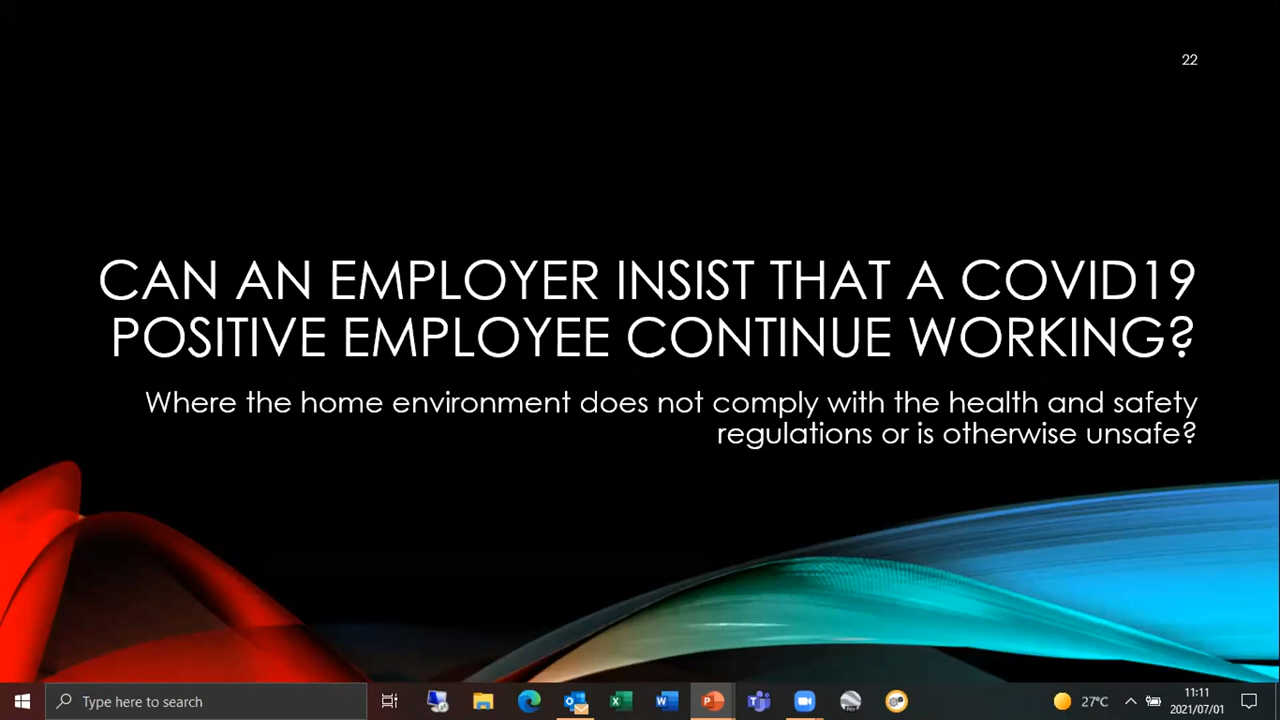 22
CAN AN EMPLOYER INSIST THAT A COVID19
POSITIVE EMPLOYEE CONTINUE WORKING?
Where the home environment does not comply with the health and safety
regulations or is otherwise unsafe?
Type here to search
27°C
11:11
2021/07/01